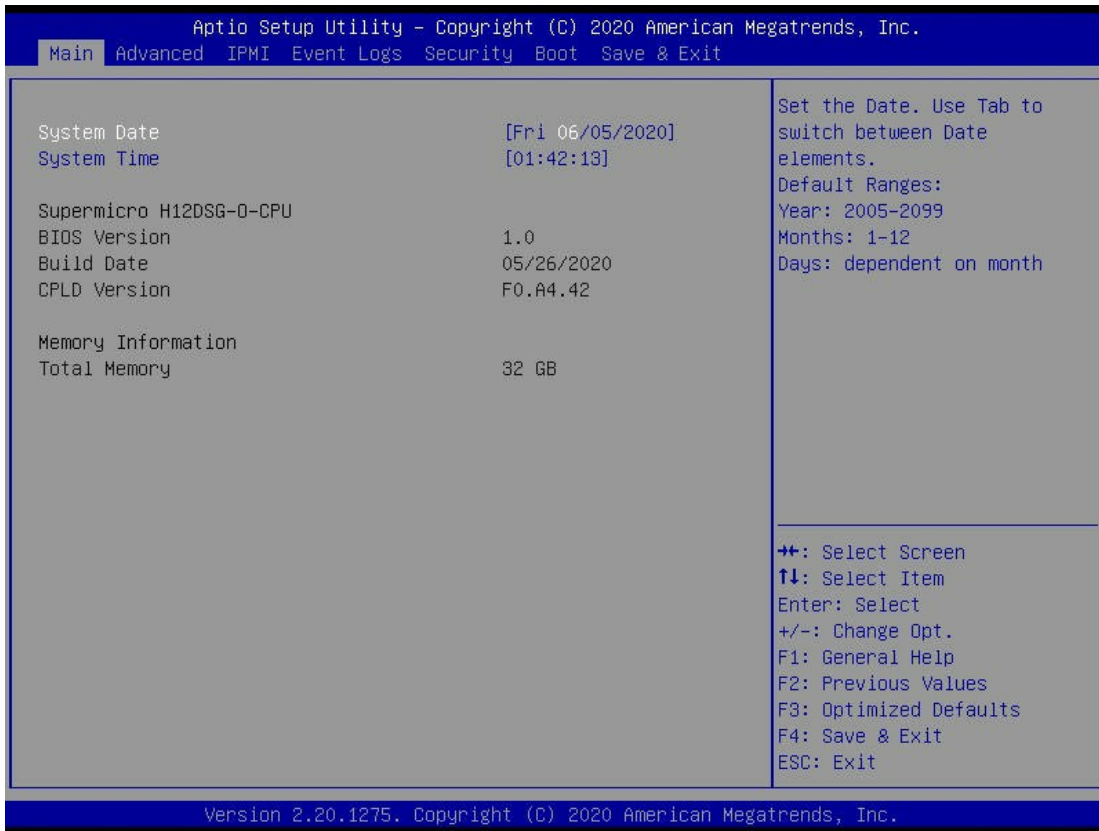 Aptio Setup Utility – Copyright (C) 2020 American Megatrends, Inc.
Main Advanced IPMI Event Logs Security Boot Save & Exit
System Date [Fri 06/05/2020]
System Time [01:42:13]
Supermicro H12DSG-O-CPU
BIOS Version 1.0
Build Date 05/26/2020
CPLD Version F0.A4.42
Memory Information
Total Memory 32 GB
Set the Date. Use Tab to
switch between Date
elements.
Default Ranges:
Year: 2005-2099
Months: 1-12
Days: dependent on month
→←: Select Screen
↑↓: Select Item
Enter: Select
+/-: Change Opt.
F1: General Help
F2: Previous Values
F3: Optimized Defaults
F4: Save & Exit
ESC: Exit
Version 2.20.1275. Copyright (C) 2020 American Megatrends, Inc.